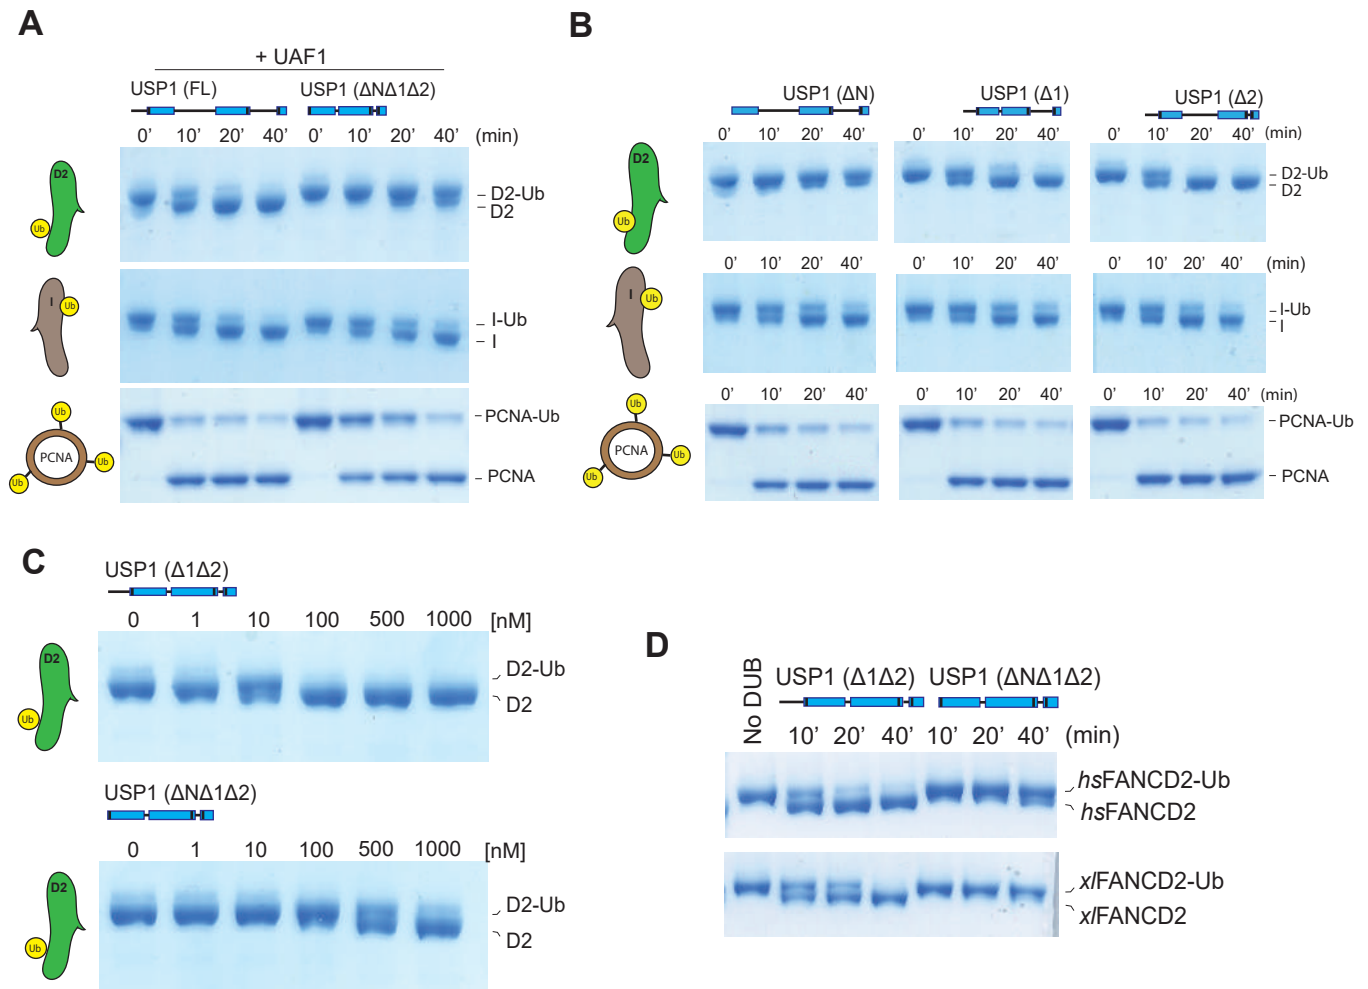 A
+ UAF1
USP1 (FL) USP1 (ΔNΔ1Δ2)
0’ 10’ 20’ 40’ 0’ 10’ 20’ 40’ (min)
D2
Ub
D2-Ub
D2
I
Ub
I-Ub
I
Ub
PCNA
Ub
Ub
PCNA-Ub
PCNA
B
USP1 (ΔN) USP1 (Δ1) USP1 (Δ2)
0’ 10’ 20’ 40’ 0’ 10’ 20’ 40’ 0’ 10’ 20’ 40’ (min)
D2
Ub
D2-Ub
D2
0’ 10’ 20’ 40’ 0’ 10’ 20’ 40’ 0’ 10’ 20’ 40’ (min)
I
Ub
I-Ub
I
0’ 10’ 20’ 40’ 0’ 10’ 20’ 40’ 0’ 10’ 20’ 40’ (min)
Ub
PCNA
Ub
Ub
PCNA-Ub
PCNA
C
USP1 (Δ1Δ2)
0 1 10 100 500 1000 [nM]
D2
Ub
D2-Ub
D2
USP1 (ΔNΔ1Δ2)
0 1 10 100 500 1000 [nM]
D2
Ub
D2-Ub
D2
D
No DUB
USP1 (Δ1Δ2) USP1 (ΔNΔ1Δ2)
10’ 20’ 40’ 10’ 20’ 40’ (min)
hsFANCD2-Ub
hsFANCD2
xlFANCD2-Ub
xlFANCD2